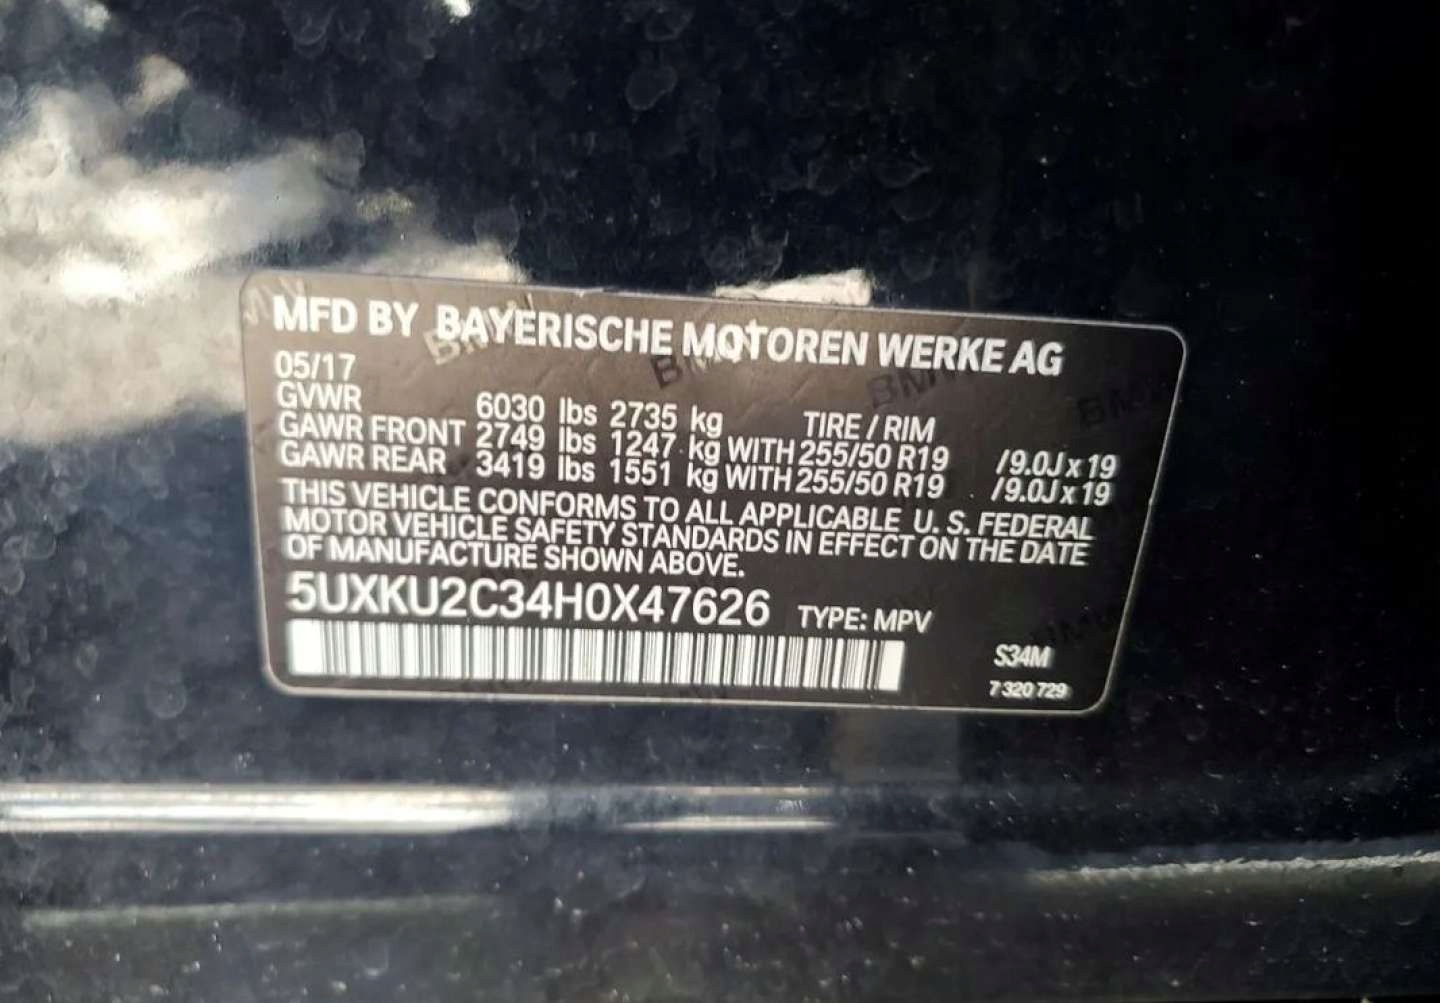 MFD BY BAYERISCHE MOTOREN WERKE AG
05/17
GVWR 6030 lbs 2735 kg TIRE / RIM
GAWR FRONT 2749 lbs 1247 kg WITH 255/50 R19 /9.0J x 19
GAWR REAR 3419 lbs 1551 kg WITH 255/50 R19 /9.0J x 19
THIS VEHICLE CONFORMS TO ALL APPLICABLE U. S. FEDERAL
MOTOR VEHICLE SAFETY STANDARDS IN EFFECT ON THE DATE
OF MANUFACTURE SHOWN ABOVE.
5UXKU2C34H0X47626 TYPE: MPV
S34M
7 320 729